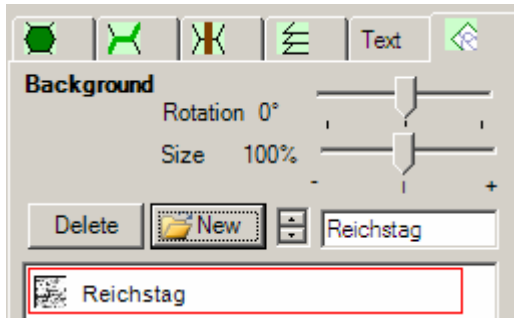 Text
Background
Rotation 0°
Size 100%
- +
Delete New Reichstag
Reichstag